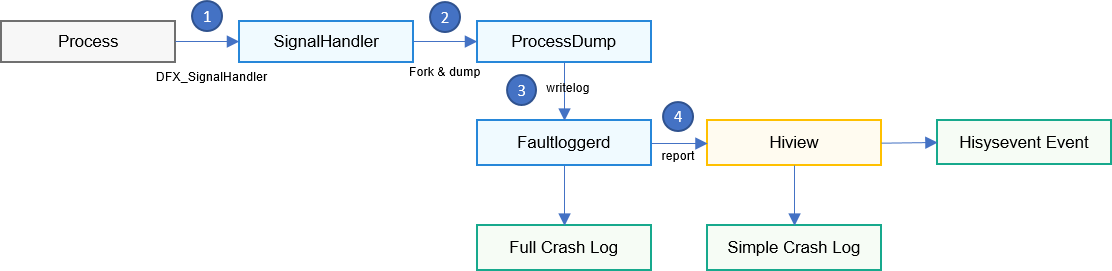 1
2
Process
SignalHandler
ProcessDump
DFX_SignalHandler
Fork & dump
3
writelog
4
Faultloggerd
report
Hiview
Hisysevent Event
Full Crash Log
Simple Crash Log